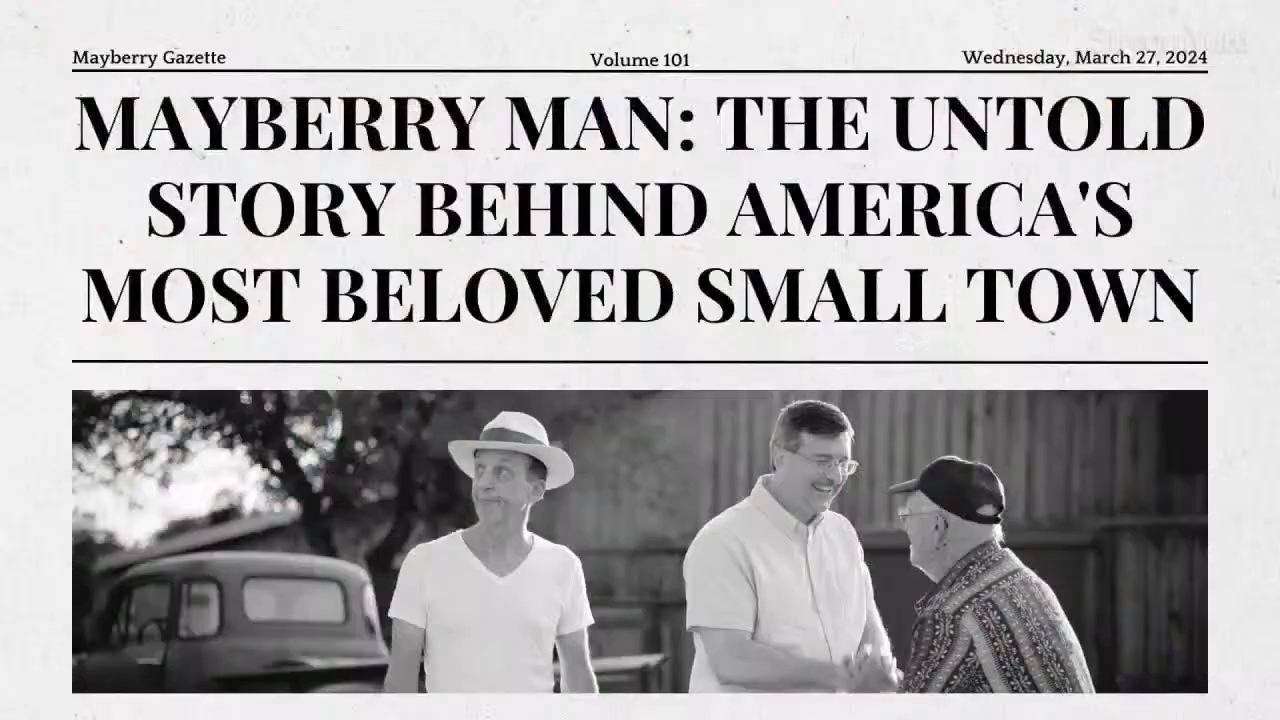 Mayberry Gazette
Volume 101
Wednesday, March 27, 2024
MAYBERRY MAN: THE UNTOLD
STORY BEHIND AMERICA'S
MOST BELOVED SMALL TOWN